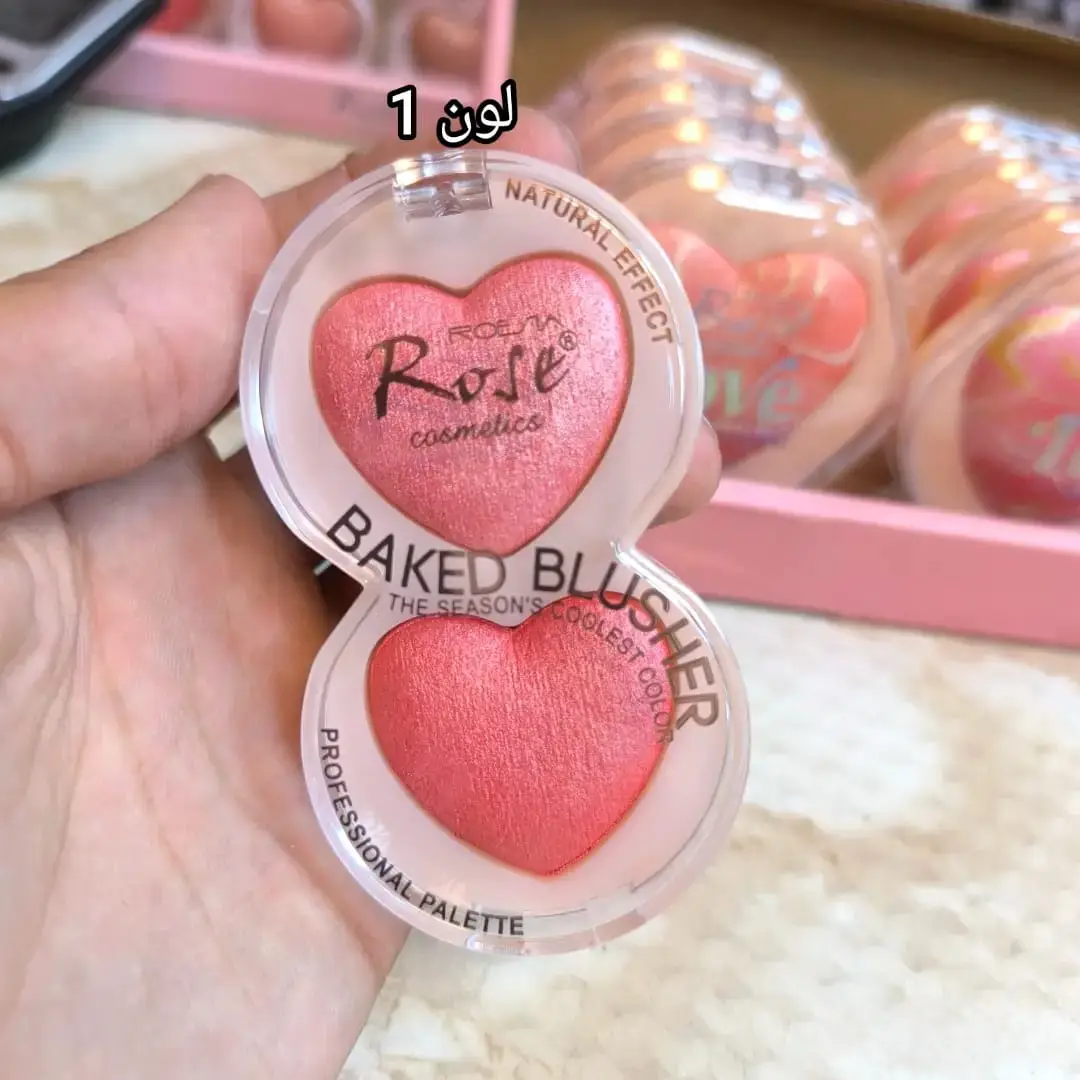 لون 1
NATURAL EFFECT
ROESIA
Rose®
cosmetics
BAKED BLUSHER
THE SEASON'S COOLEST COLOR
PROFESSIONAL PALETTE